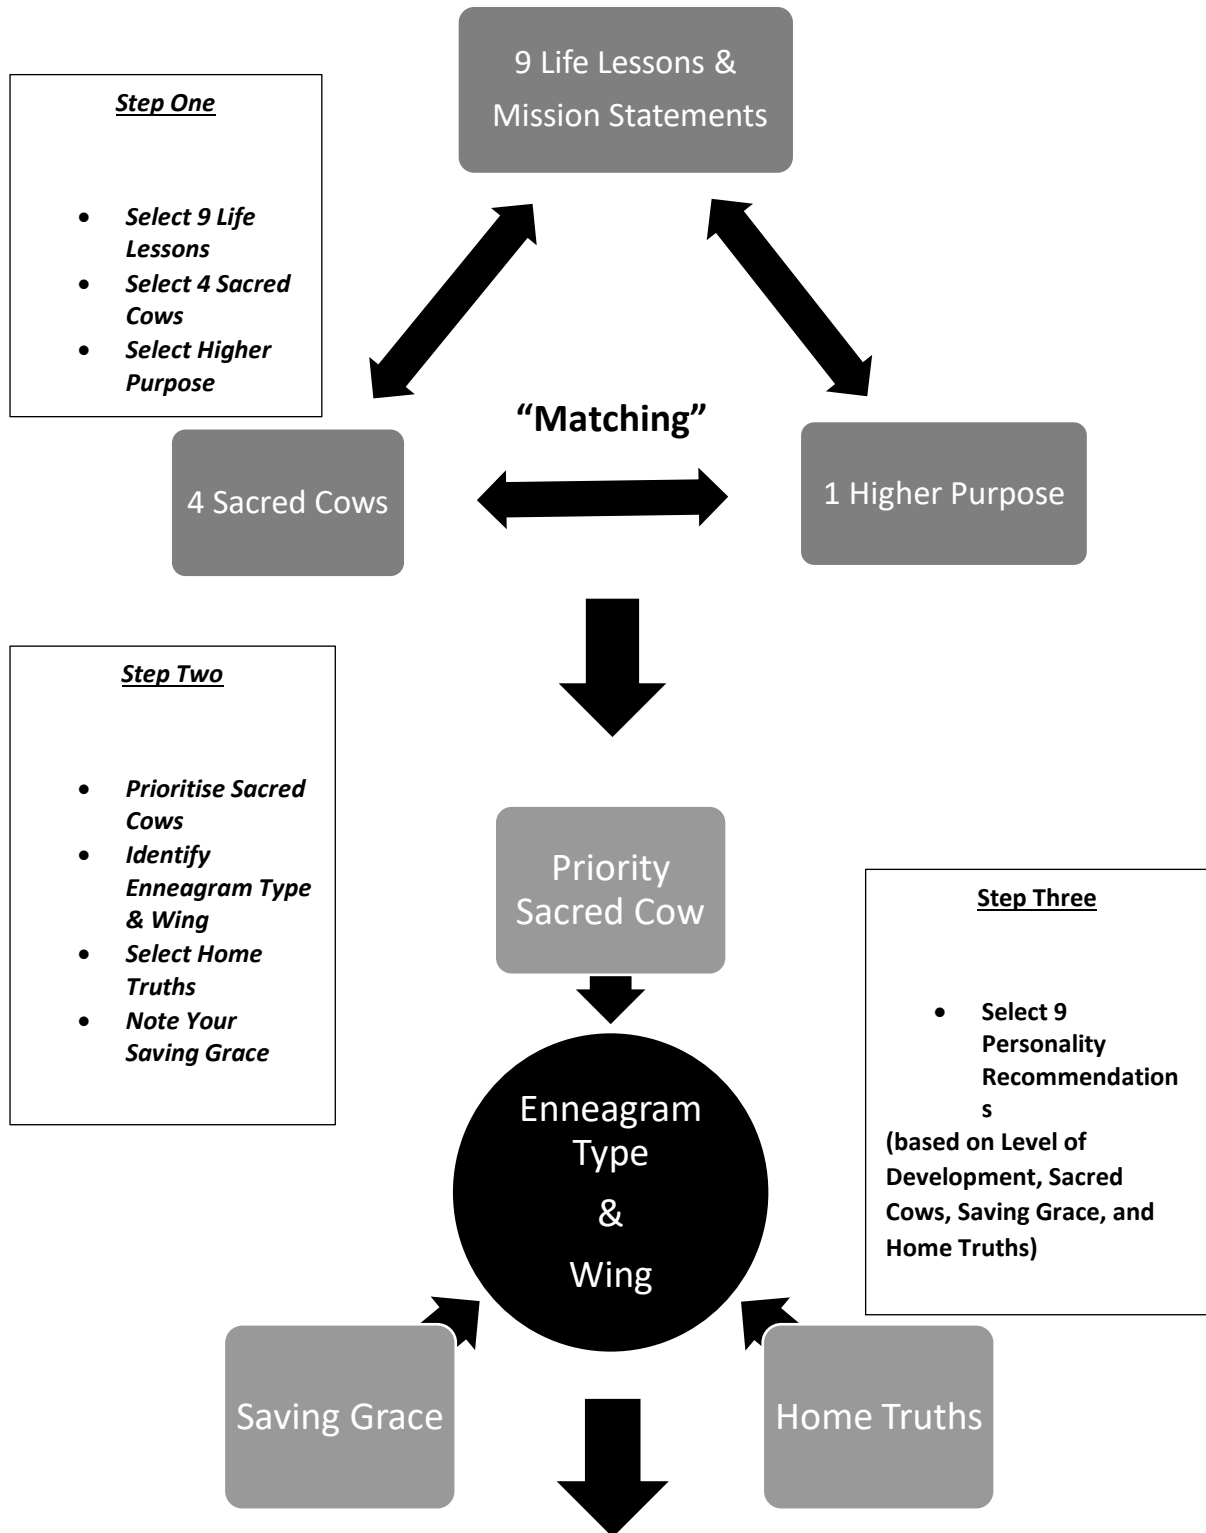 9 Life Lessons &
Mission Statements
Step One
• Select 9 Life
Lessons
• Select 4 Sacred
Cows
• Select Higher
Purpose
“Matching”
4 Sacred Cows
1 Higher Purpose
Step Two
• Prioritise Sacred
Cows
• Identify
Enneagram Type
& Wing
• Select Home
Truths
• Note Your
Saving Grace
Priority
Sacred Cow
Step Three
• Select 9
Personality
Recommendation
s
(based on Level of
Development, Sacred
Cows, Saving Grace, and
Home Truths)
Enneagram
Type
&
Wing
Saving Grace
Home Truths